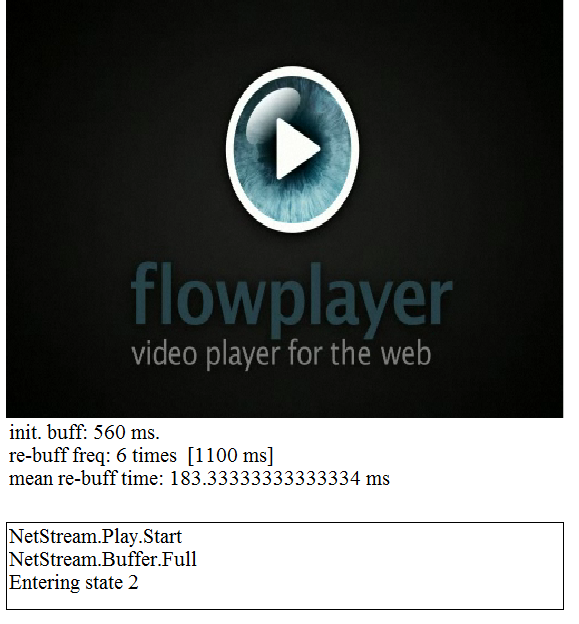 flowplayer
video player for the web
init. buff: 560 ms.
re-buff freq: 6 times  [1100 ms]
mean re-buff time: 183.33333333333334 ms
NetStream.Play.Start
NetStream.Buffer.Full
Entering state 2